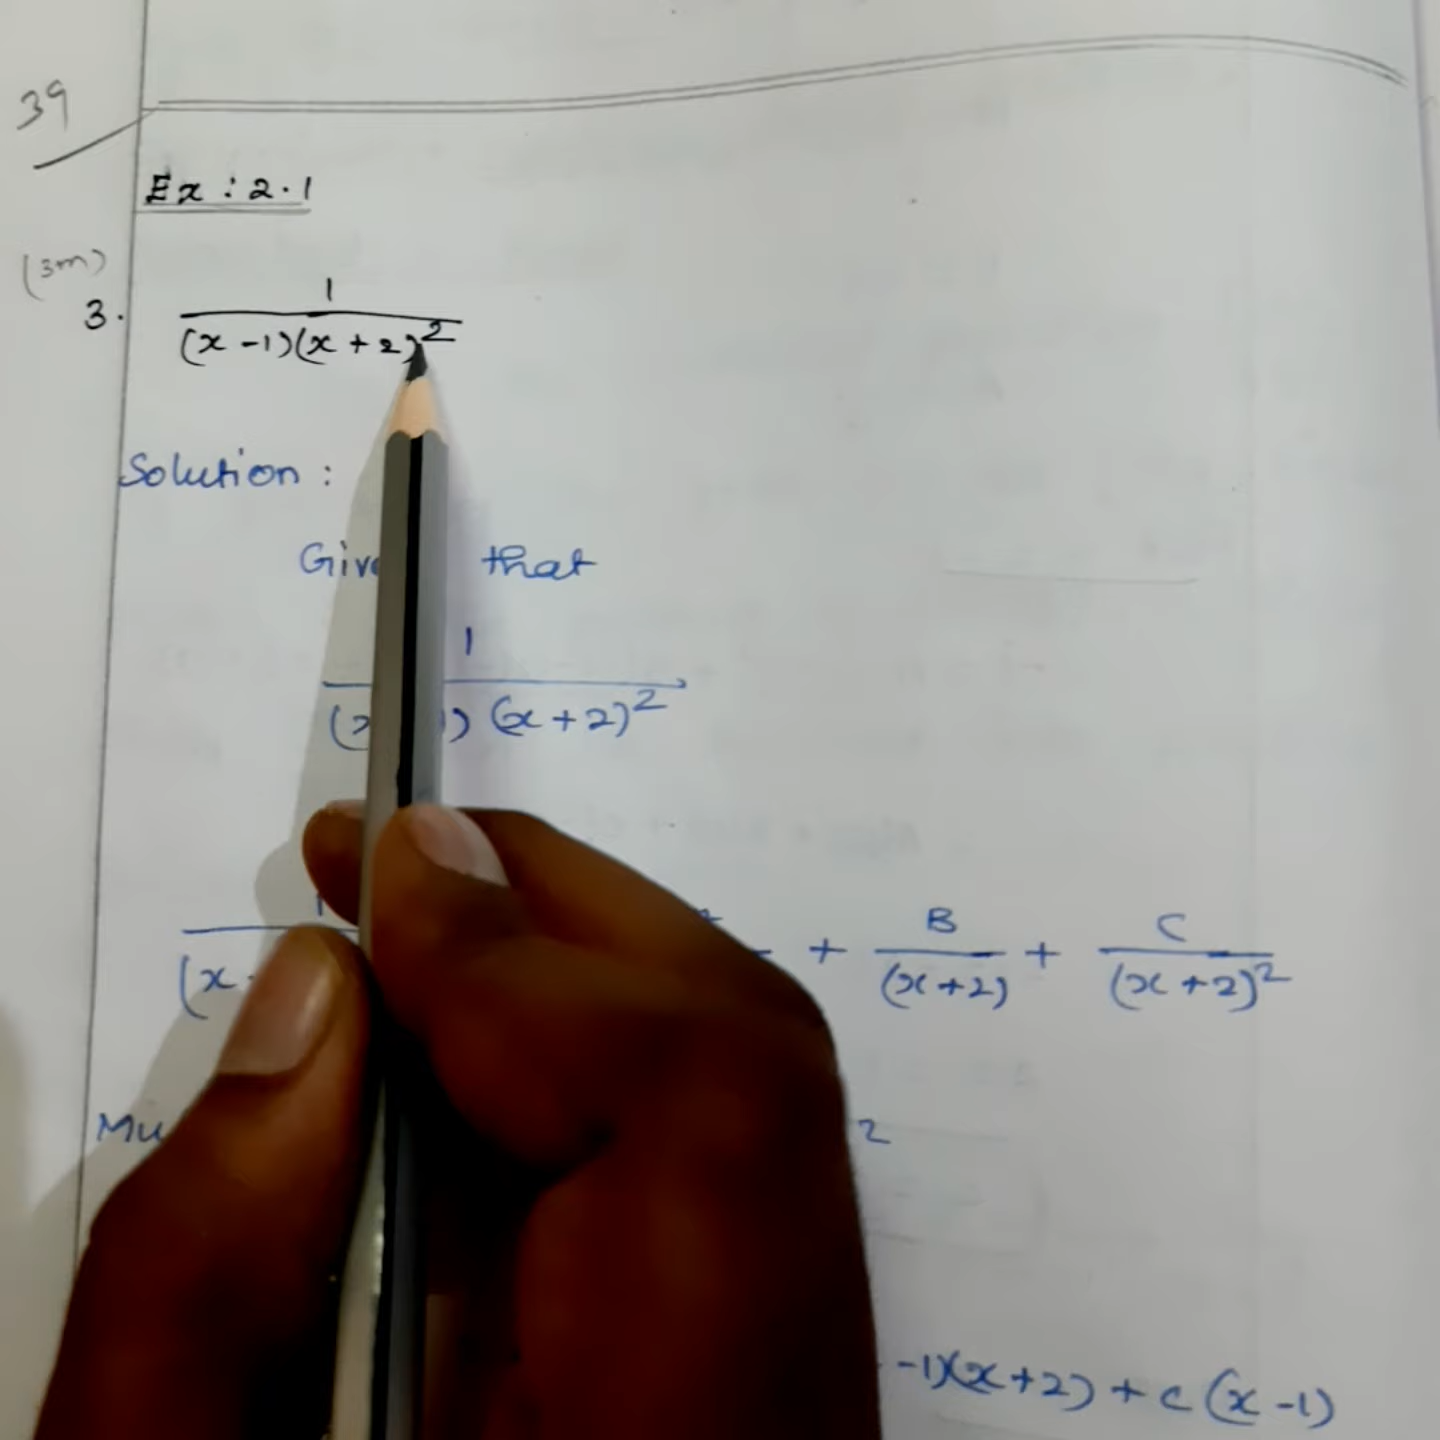 39
Ex : 2.1
(3m)
3. 1 / (x -1)(x + 2)^2
Solution :
that
1
(x+2)^2
1
+ B/(x+2) + C/(x+2)^2
2
-1)(x+2) + C (x -1)